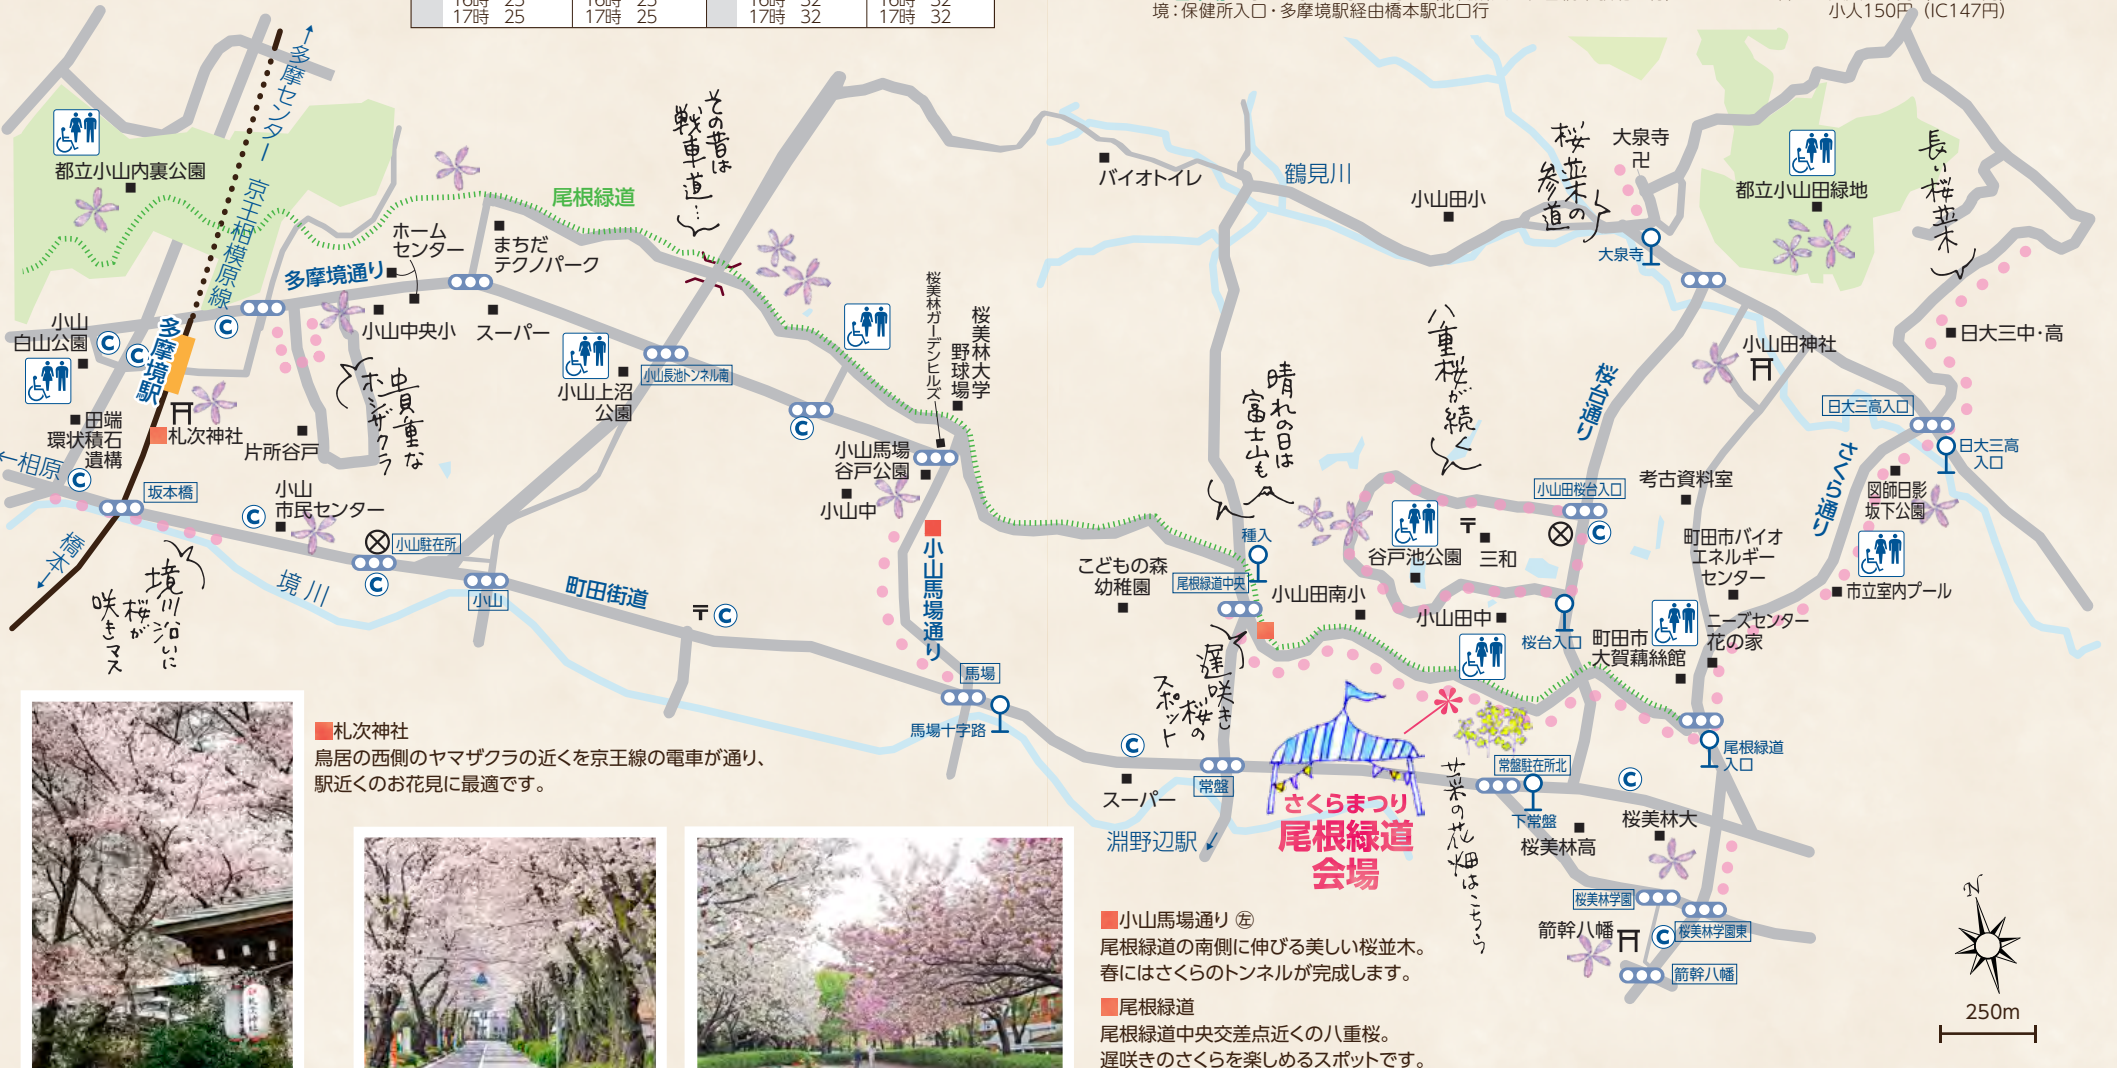 16時 25
16時 25
16時 32
16時 32
17時 25
17時 25
17時 32
17時 32
境：保健所入口・多摩境駅経由橋本駅北口行
小人150円（IC147円）
←多摩センター
京王相模原線
都立小山内裏公園
その昔は
戦車道…
尾根緑道
ホーム
センター
まちだ
テクノパーク
多摩境通り
小山
白山公園
多摩境駅
小山中央小
スーパー
小山上沼
公園
小山長池トンネル南
桜美林ガーデンヒルズ
桜美林大学
野球場
バイオトイレ
鶴見川
小山田小
桜並木の
参道
大泉寺
卍
大泉寺
都立小山田緑地
長い桜並木
日大三中・高
小山田神社
日大三高入口
日大三高
入口
田端
環状積石
遺構
札次神社
片所谷戸
貴重な
ホンザクラ
←相原
坂本橋
小山
市民センター
小山駐在所
橋本→
境川沿いに
桜が
咲きマス
境川
小山
町田街道
〒
小山馬場
谷戸公園
小山中
小山馬場通り
馬場
馬場十字路
晴れの日は
富士山も
八重桜が続く
桜台通り
さくら通り
小山田桜台入口
考古資料室
図師日影
坂下公園
種入
こどもの森
幼稚園
尾根緑道中央
小山田南小
谷戸池公園
〒
三和
町田市バイオ
エネルギー
センター
市立室内プール
小山田中
桜台入口
町田市
大賀藕絲館
ニーズセンター
花の家
遅咲き
桜の
スポット
スーパー
常盤
淵野辺駅
さくらまつり
尾根緑道
会場
菜の花畑はこちら
常盤駐在所北
下常盤
桜美林高
桜美林大
尾根緑道
入口
桜美林学園
箭幹八幡
桜美林学園東
箭幹八幡
N
250m
札次神社
鳥居の西側のヤマザクラの近くを京王線の電車が通り、
駅近くのお花見に最適です。
札次神社
小山馬場通り ㊧
尾根緑道の南側に伸びる美しい桜並木。
春にはさくらのトンネルが完成します。
尾根緑道
尾根緑道中央交差点近くの八重桜。
遅咲きのさくらを楽しめるスポットです。